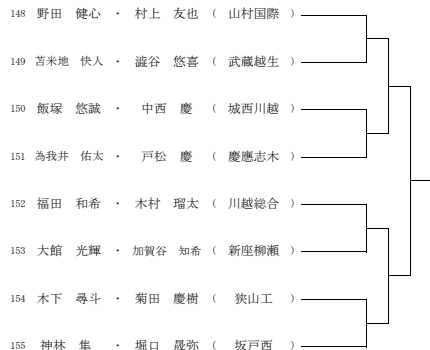 148 野田 健心 ・ 村上 友也 ( 山村国際 )
149 苫米地 快人 ・ 澁谷 悠喜 ( 武蔵越生 )
150 飯塚 悠誠 ・ 中西 慶 ( 城西川越 )
151 為我井 佑太 ・ 戸松 慶 ( 慶應志木 )
152 福田 和希 ・ 木村 瑠太 ( 川越総合 )
153 大館 光輝 ・ 加賀谷 知希 ( 新座柳瀬 )
154 木下 尋斗 ・ 菊田 慶樹 ( 狭山工 )
155 神林 隼 ・ 堀口 晟弥 ( 坂戸西 )